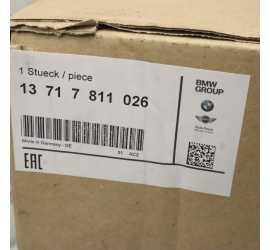 1 Stueck / piece
13 71 7 811 026
BMW
GROUP
Made in Germany - DE
EAC